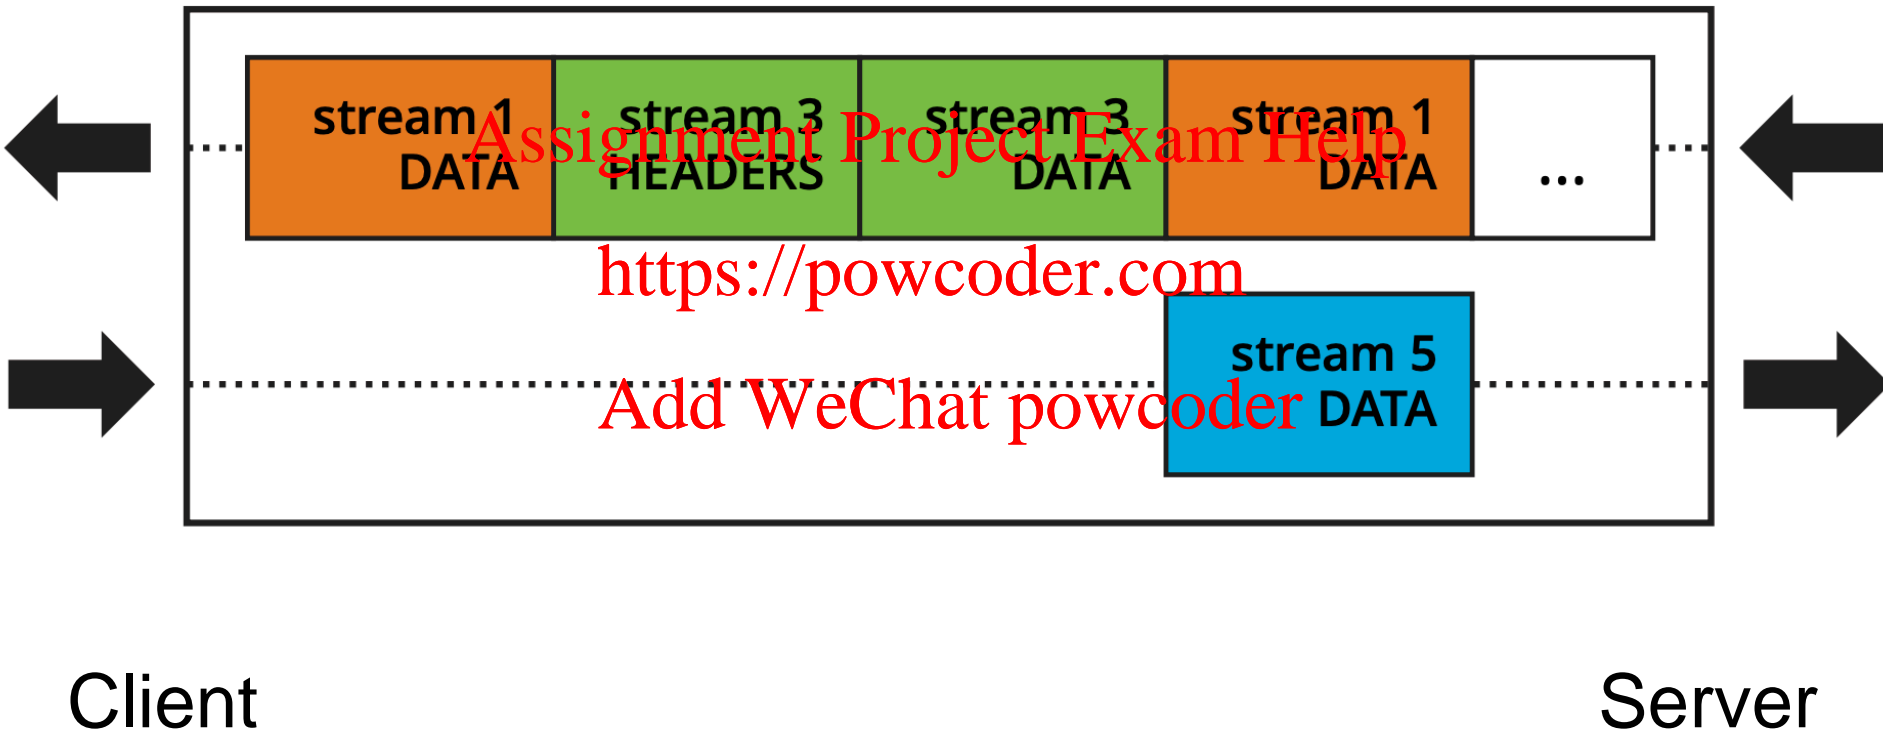 stream 1
DATA
stream 3
HEADERS
stream 3
DATA
stream 1
DATA
...
Assignment Project Exam Help
https://powcoder.com
stream 5
DATA
Add WeChat powcoder
Client
Server